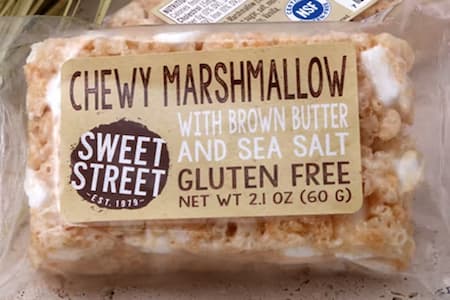 NSF
CHEWY MARSHMALLOW
WITH BROWN BUTTER
AND SEA SALT
SWEET
STREET
-EST. 1979-
GLUTEN FREE
NET WT 2.1 OZ (60 G)